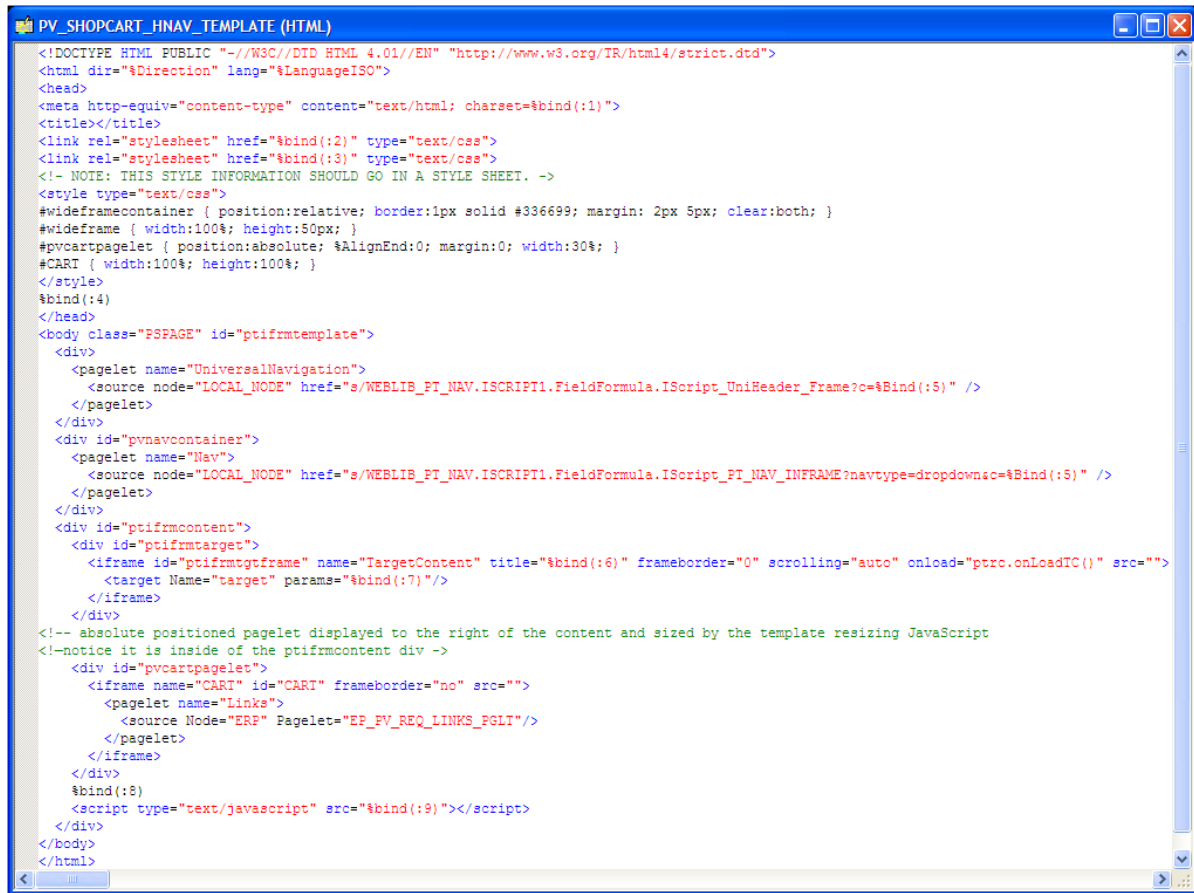 PV_SHOPCART_HNAV_TEMPLATE (HTML)
<!DOCTYPE HTML PUBLIC "-//W3C//DTD HTML 4.01//EN" "http://www.w3.org/TR/html4/strict.dtd">
<html dir="%Direction" lang="%LanguageISO">
<head>
<meta http-equiv="content-type" content="text/html; charset=%bind(:1)">
<title></title>
<link rel="stylesheet" href="%bind(:2)" type="text/css">
<link rel="stylesheet" href="%bind(:3)" type="text/css">
<!- NOTE: THIS STYLE INFORMATION SHOULD GO IN A STYLE SHEET. ->
<style type="text/css">
#wideframecontainer { position:relative; border:1px solid #336699; margin: 2px 5px; clear:both; }
#wideframe { width:100%; height:50px; }
#pvcartpagelet { position:absolute; %AlignEnd:0; margin:0; width:30%; }
#CART { width:100%; height:100%; }
</style>
%bind(:4)
</head>
<body class="PSPAGE" id="ptifrmtemplate">
<div>
<pagelet name="UniversalNavigation">
<source node="LOCAL_NODE" href="s/WEBLIB_PT_NAV.ISCRIPT1.FieldFormula.IScript_UniHeader_Frame?c=%Bind(:5)" />
</pagelet>
</div>
<div id="pvnavcontainer">
<pagelet name="Nav">
<source node="LOCAL_NODE" href="s/WEBLIB_PT_NAV.ISCRIPT1.FieldFormula.IScript_PT_NAV_INFRAME?navtype=dropdown&c=%Bind(:5)" />
</pagelet>
</div>
<div id="ptifrmcontent">
<div id="ptifrmtarget">
<iframe id="ptifrmtgtframe" name="TargetContent" title="%bind(:6)" frameborder="0" scrolling="auto" onload="ptrc.onLoadTC()" src="">
<target Name="target" params="%bind(:7)"/>
</iframe>
</div>
<!-- absolute positioned pagelet displayed to the right of the content and sized by the template resizing JavaScript
<!—notice it is inside of the ptifrmcontent div ->
<div id="pvcartpagelet">
<iframe name="CART" id="CART" frameborder="no" src="">
<pagelet name="Links">
<source Node="ERP" Pagelet="EP_PV_REQ_LINKS_PGLT"/>
</pagelet>
</iframe>
</div>
%bind(:8)
<script type="text/javascript" src="%bind(:9)"></script>
</div>
</body>
</html>